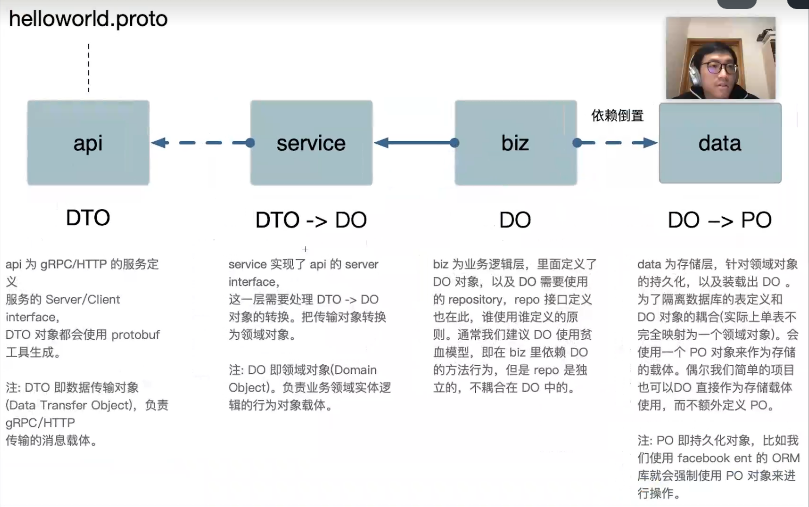 helloworld.proto
依赖倒置
api
service
biz
data
DTO
DTO -> DO
DO
DO –> PO
api 为 gRPC/HTTP 的服务定
义
服务的 Server/Client
interface，
DTO 对象都会使用 protobuf
工具生成。
注: DTO 即数据传输对象
(Data Transfer Object)，负责
gRPC/HTTP
传输的消息载体。
service 实现了 api 的 server
interface，
这一层需要处理 DTO -> DO
对象的转换。把传输对象转换
为领域对象。
注: DO 即领域对象(Domain
Object)。负责业务领域实体逻
辑的行为对象载体。
biz 为业务逻辑层，里面定义了
DO 对象，以及 DO 需要使用
的 repository，repo 接口定义
也在此，谁使用谁定义的原
则。通常我们建议 DO 使用贫
血模型，即在 biz 里依赖 DO
的方法行为，但是 repo 是独
立的，不耦合在 DO 中的。
data 为存储层，针对领域对象
的持久化，以及装载出 DO 。
为了隔离数据库的表定义和
DO 对象的耦合(实际上单表不
完全映射为一个领域对象)。会
使用一个 PO 对象来作为存储
的载体。偶尔我们简单的项目
也可以DO 直接作为存储载体
使用，而不额外定义 PO。
注: PO 即持久化对象，比如我
们使用 facebook ent 的 ORM
库就会强制使用 PO 对象来进
行操作。